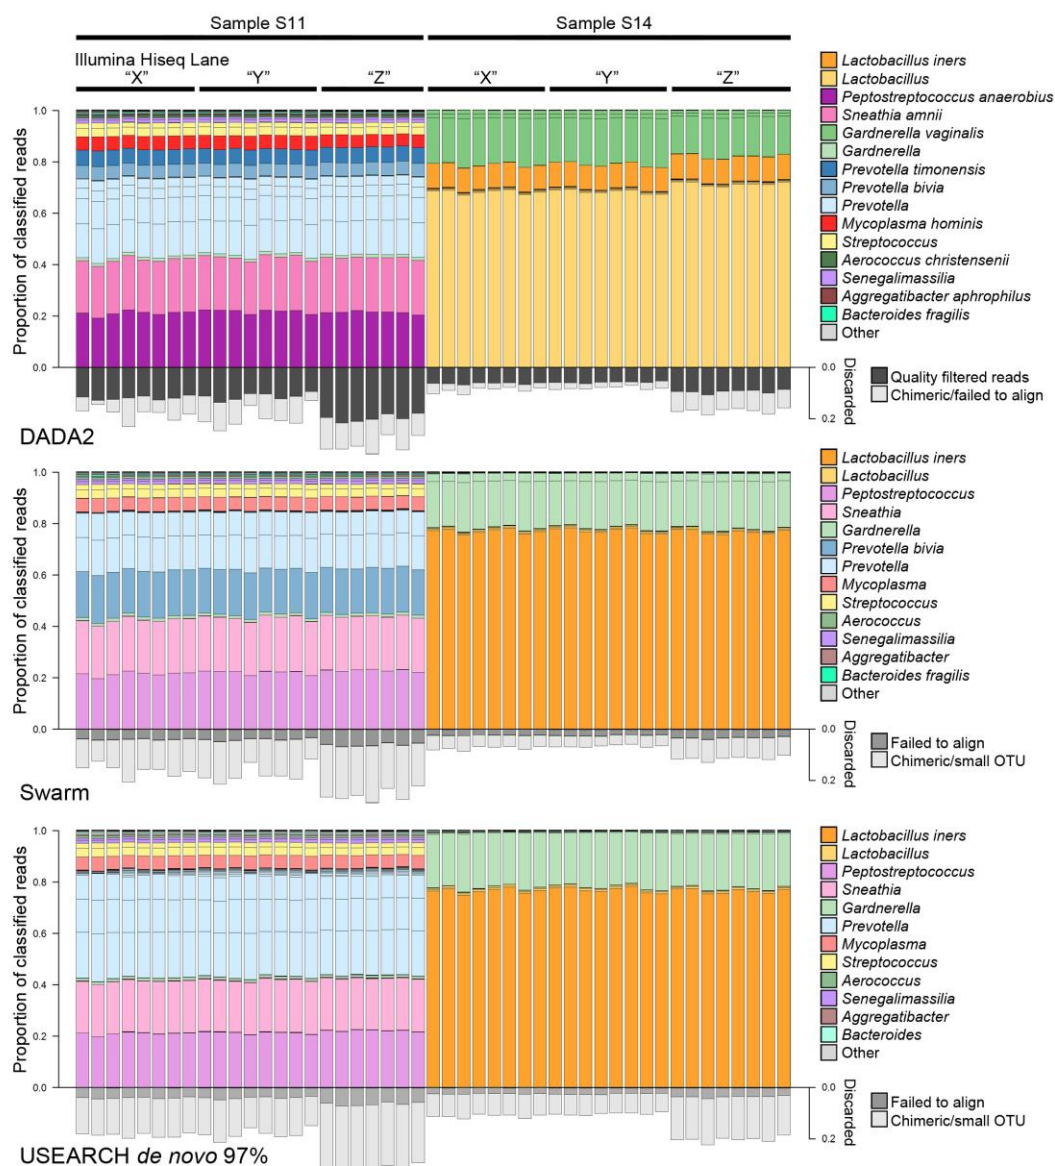 Sample S11 Sample S14
Illumina Hiseq Lane
“X” “Y” “Z” “X” “Y” “Z”
Proportion of classified reads
1.0
0.8
0.6
0.4
0.2
0.0
Lactobacillus iners
Lactobacillus
Peptostreptococcus anaerobius
Sneathia amnii
Gardnerella vaginalis
Gardnerella
Prevotella timonensis
Prevotella bivia
Prevotella
Mycoplasma hominis
Streptococcus
Aerococcus christensenii
Senegalimassilia
Aggregatibacter aphrophilus
Bacteroides fragilis
Other
0.0
0.2
Discarded
Quality filtered reads
Chimeric/failed to align
DADA2
Proportion of classified reads
1.0
0.8
0.6
0.4
0.2
0.0
Lactobacillus iners
Lactobacillus
Peptostreptococcus
Sneathia
Gardnerella
Prevotella bivia
Prevotella
Mycoplasma
Streptococcus
Aerococcus
Senegalimassilia
Aggregatibacter
Bacteroides fragilis
Other
0.0
0.2
Discarded
Failed to align
Chimeric/small OTU
Swarm
Proportion of classified reads
1.0
0.8
0.6
0.4
0.2
0.0
Lactobacillus iners
Lactobacillus
Peptostreptococcus
Sneathia
Gardnerella
Prevotella
Mycoplasma
Streptococcus
Aerococcus
Senegalimassilia
Aggregatibacter
Bacteroides
Other
0.0
0.2
Discarded
Failed to align
Chimeric/small OTU
USEARCH de novo 97%